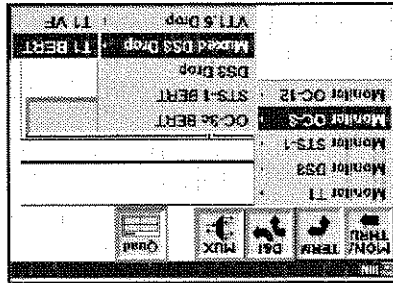 MON/ THRU
TERM
D&I
MUX
Quad
Monitor T1
Monitor DS3
Monitor STS-1
Monitor OC-3
Monitor OC-12
OC-3c BERT
STS-1 BERT
DS3 Drop
Muxed DS3 Drop
VT1.5 Drop
T1 BERT
T1 VF